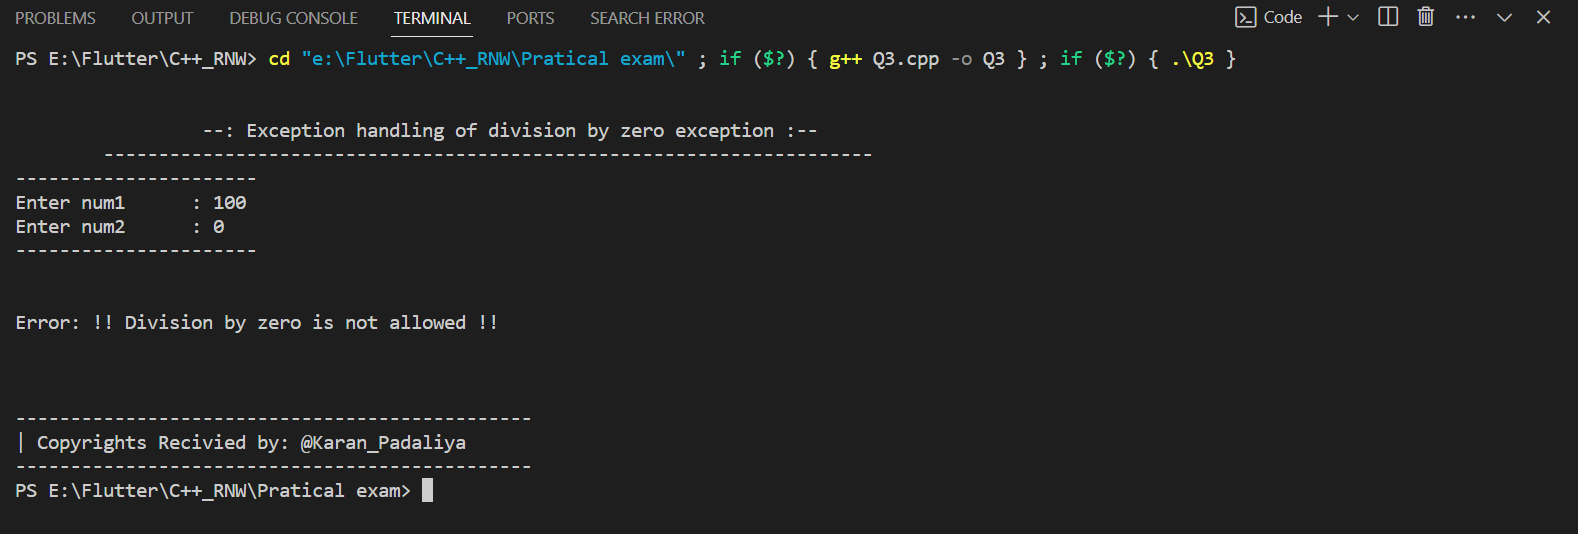 PROBLEMS OUTPUT DEBUG CONSOLE TERMINAL PORTS SEARCH ERROR Code
PS E:\Flutter\C++_RNW> cd "e:\Flutter\C++_RNW\Pratical exam\" ; if ($?) { g++ Q3.cpp -o Q3 } ; if ($?) { .\Q3 }
--: Exception handling of division by zero exception :--
----------------------------------------------------------------------
----------------------
Enter num1      : 100
Enter num2      : 0
----------------------
Error: !! Division by zero is not allowed !!
-----------------------------------------------
| Copyrights Recivied by: @Karan_Padaliya
-----------------------------------------------
PS E:\Flutter\C++_RNW\Pratical exam>